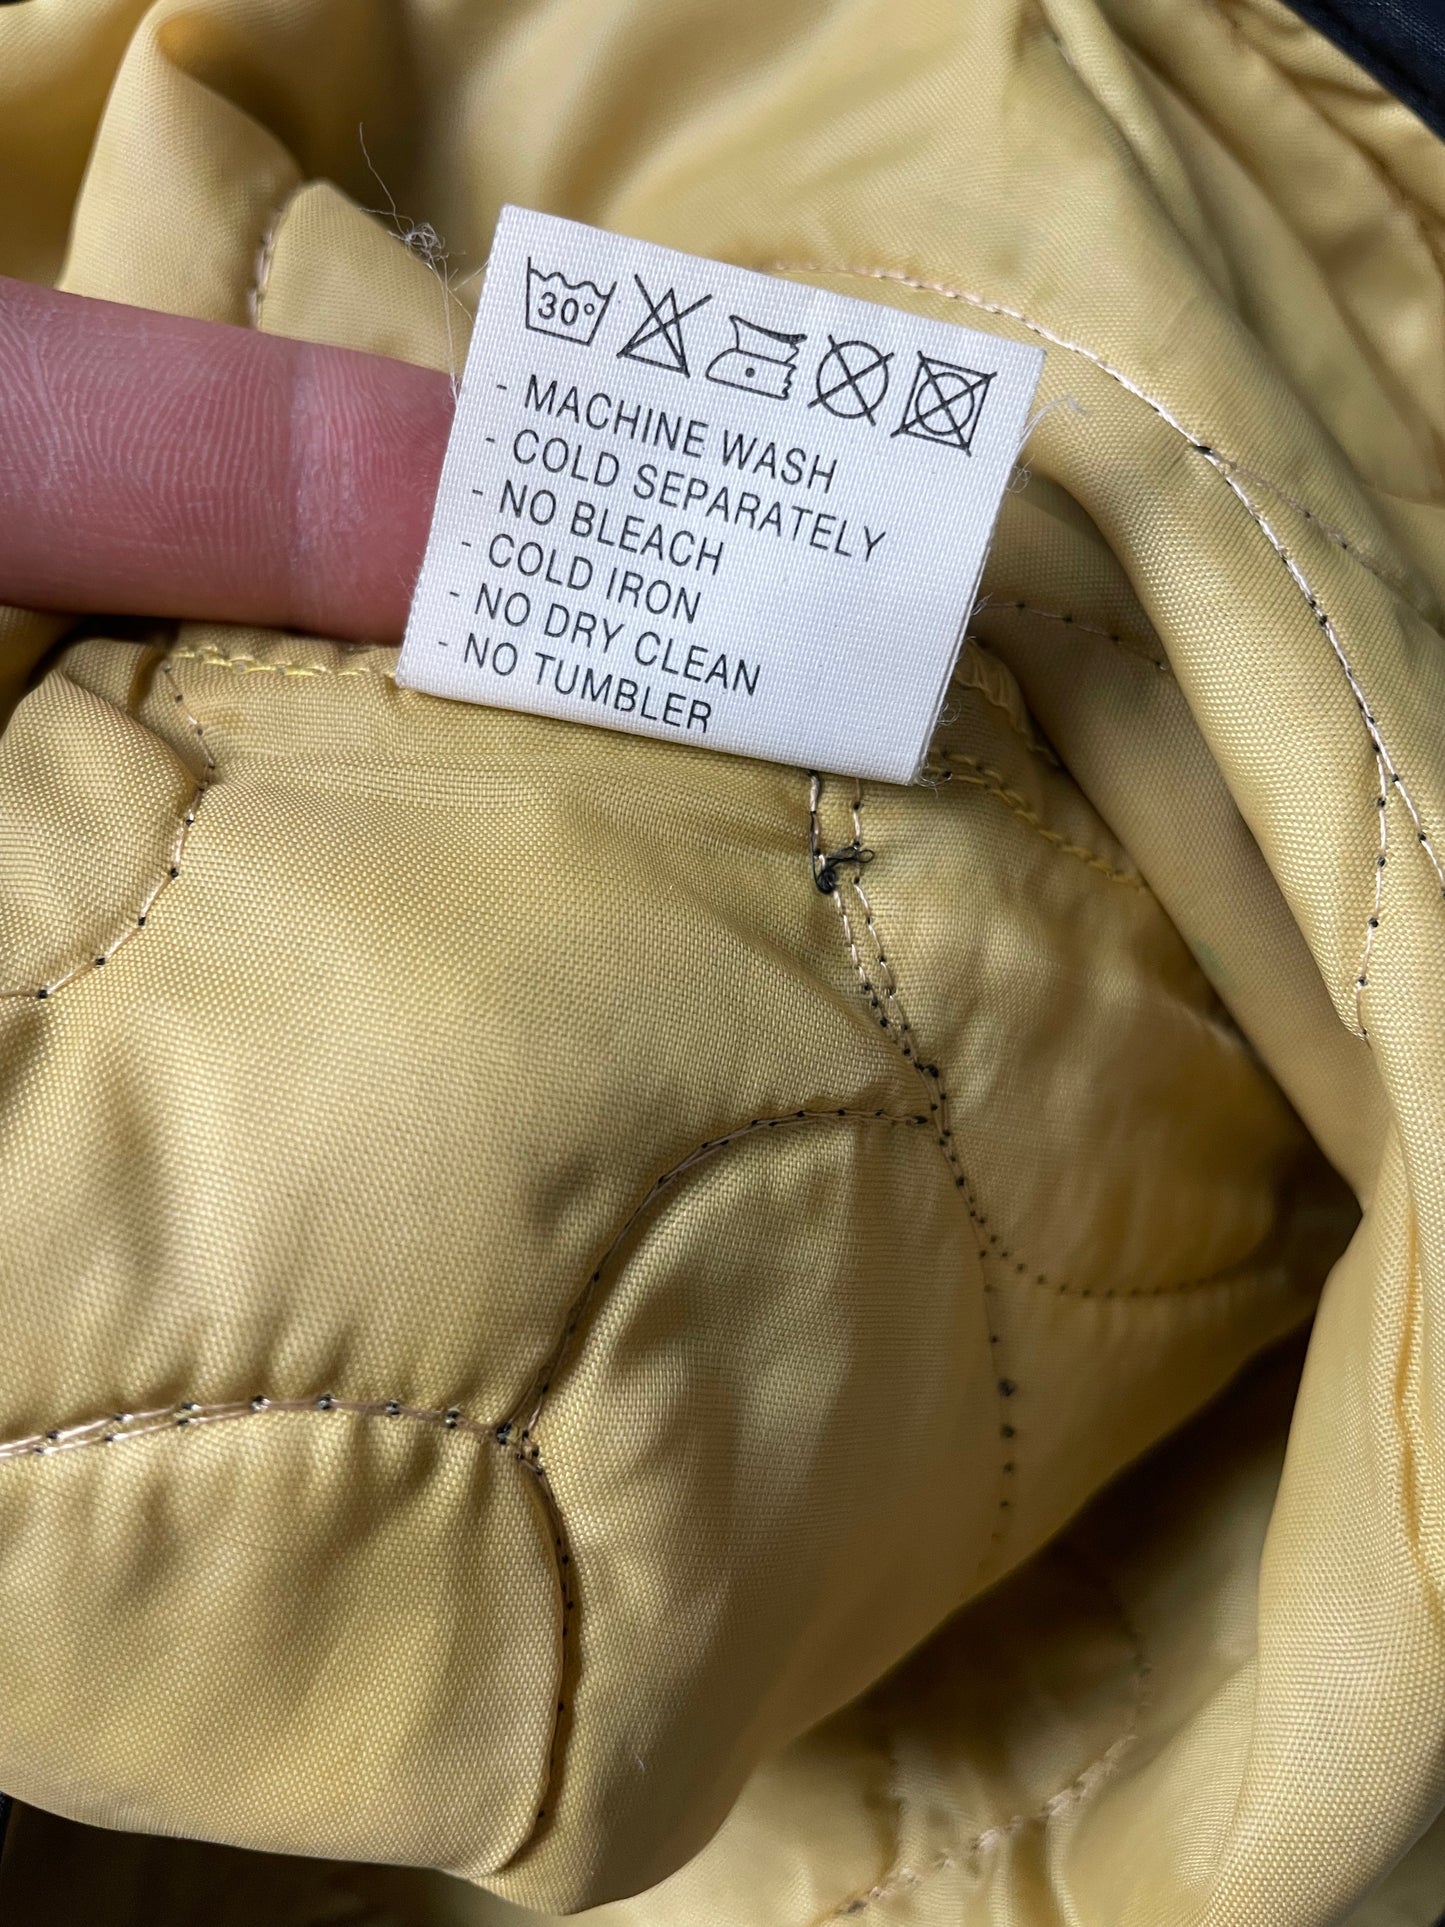 30°
- MACHINE WASH
- COLD SEPARATELY
- NO BLEACH
- COLD IRON
- NO DRY CLEAN
- NO TUMBLER